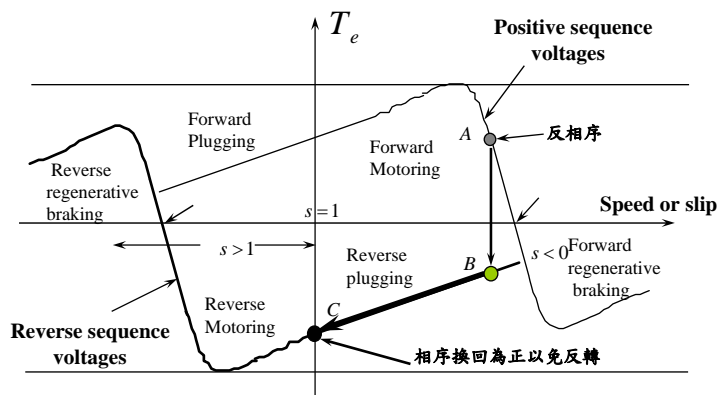 T_e
Positive sequence
voltages
Forward
Plugging
Forward
Motoring
A
反相序
Reverse
regenerative
braking
s = 1
Speed or slip
s > 1
Reverse
plugging
B
s < 0
Forward
regenerative
braking
Reverse
Motoring
C
Reverse sequence
voltages
相序換回為正以免反轉